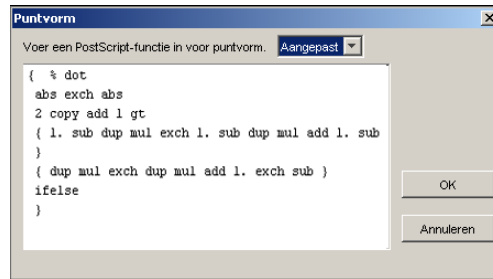 Puntvorm
Voer een PostScript-functie in voor puntvorm. Aangepast
{ % dot
abs exch abs
2 copy add 1 gt
{ 1. sub dup mul exch 1. sub dup mul add 1. sub
}
{ dup mul exch dup mul add 1. exch sub }
ifelse
}
OK
Annuleren